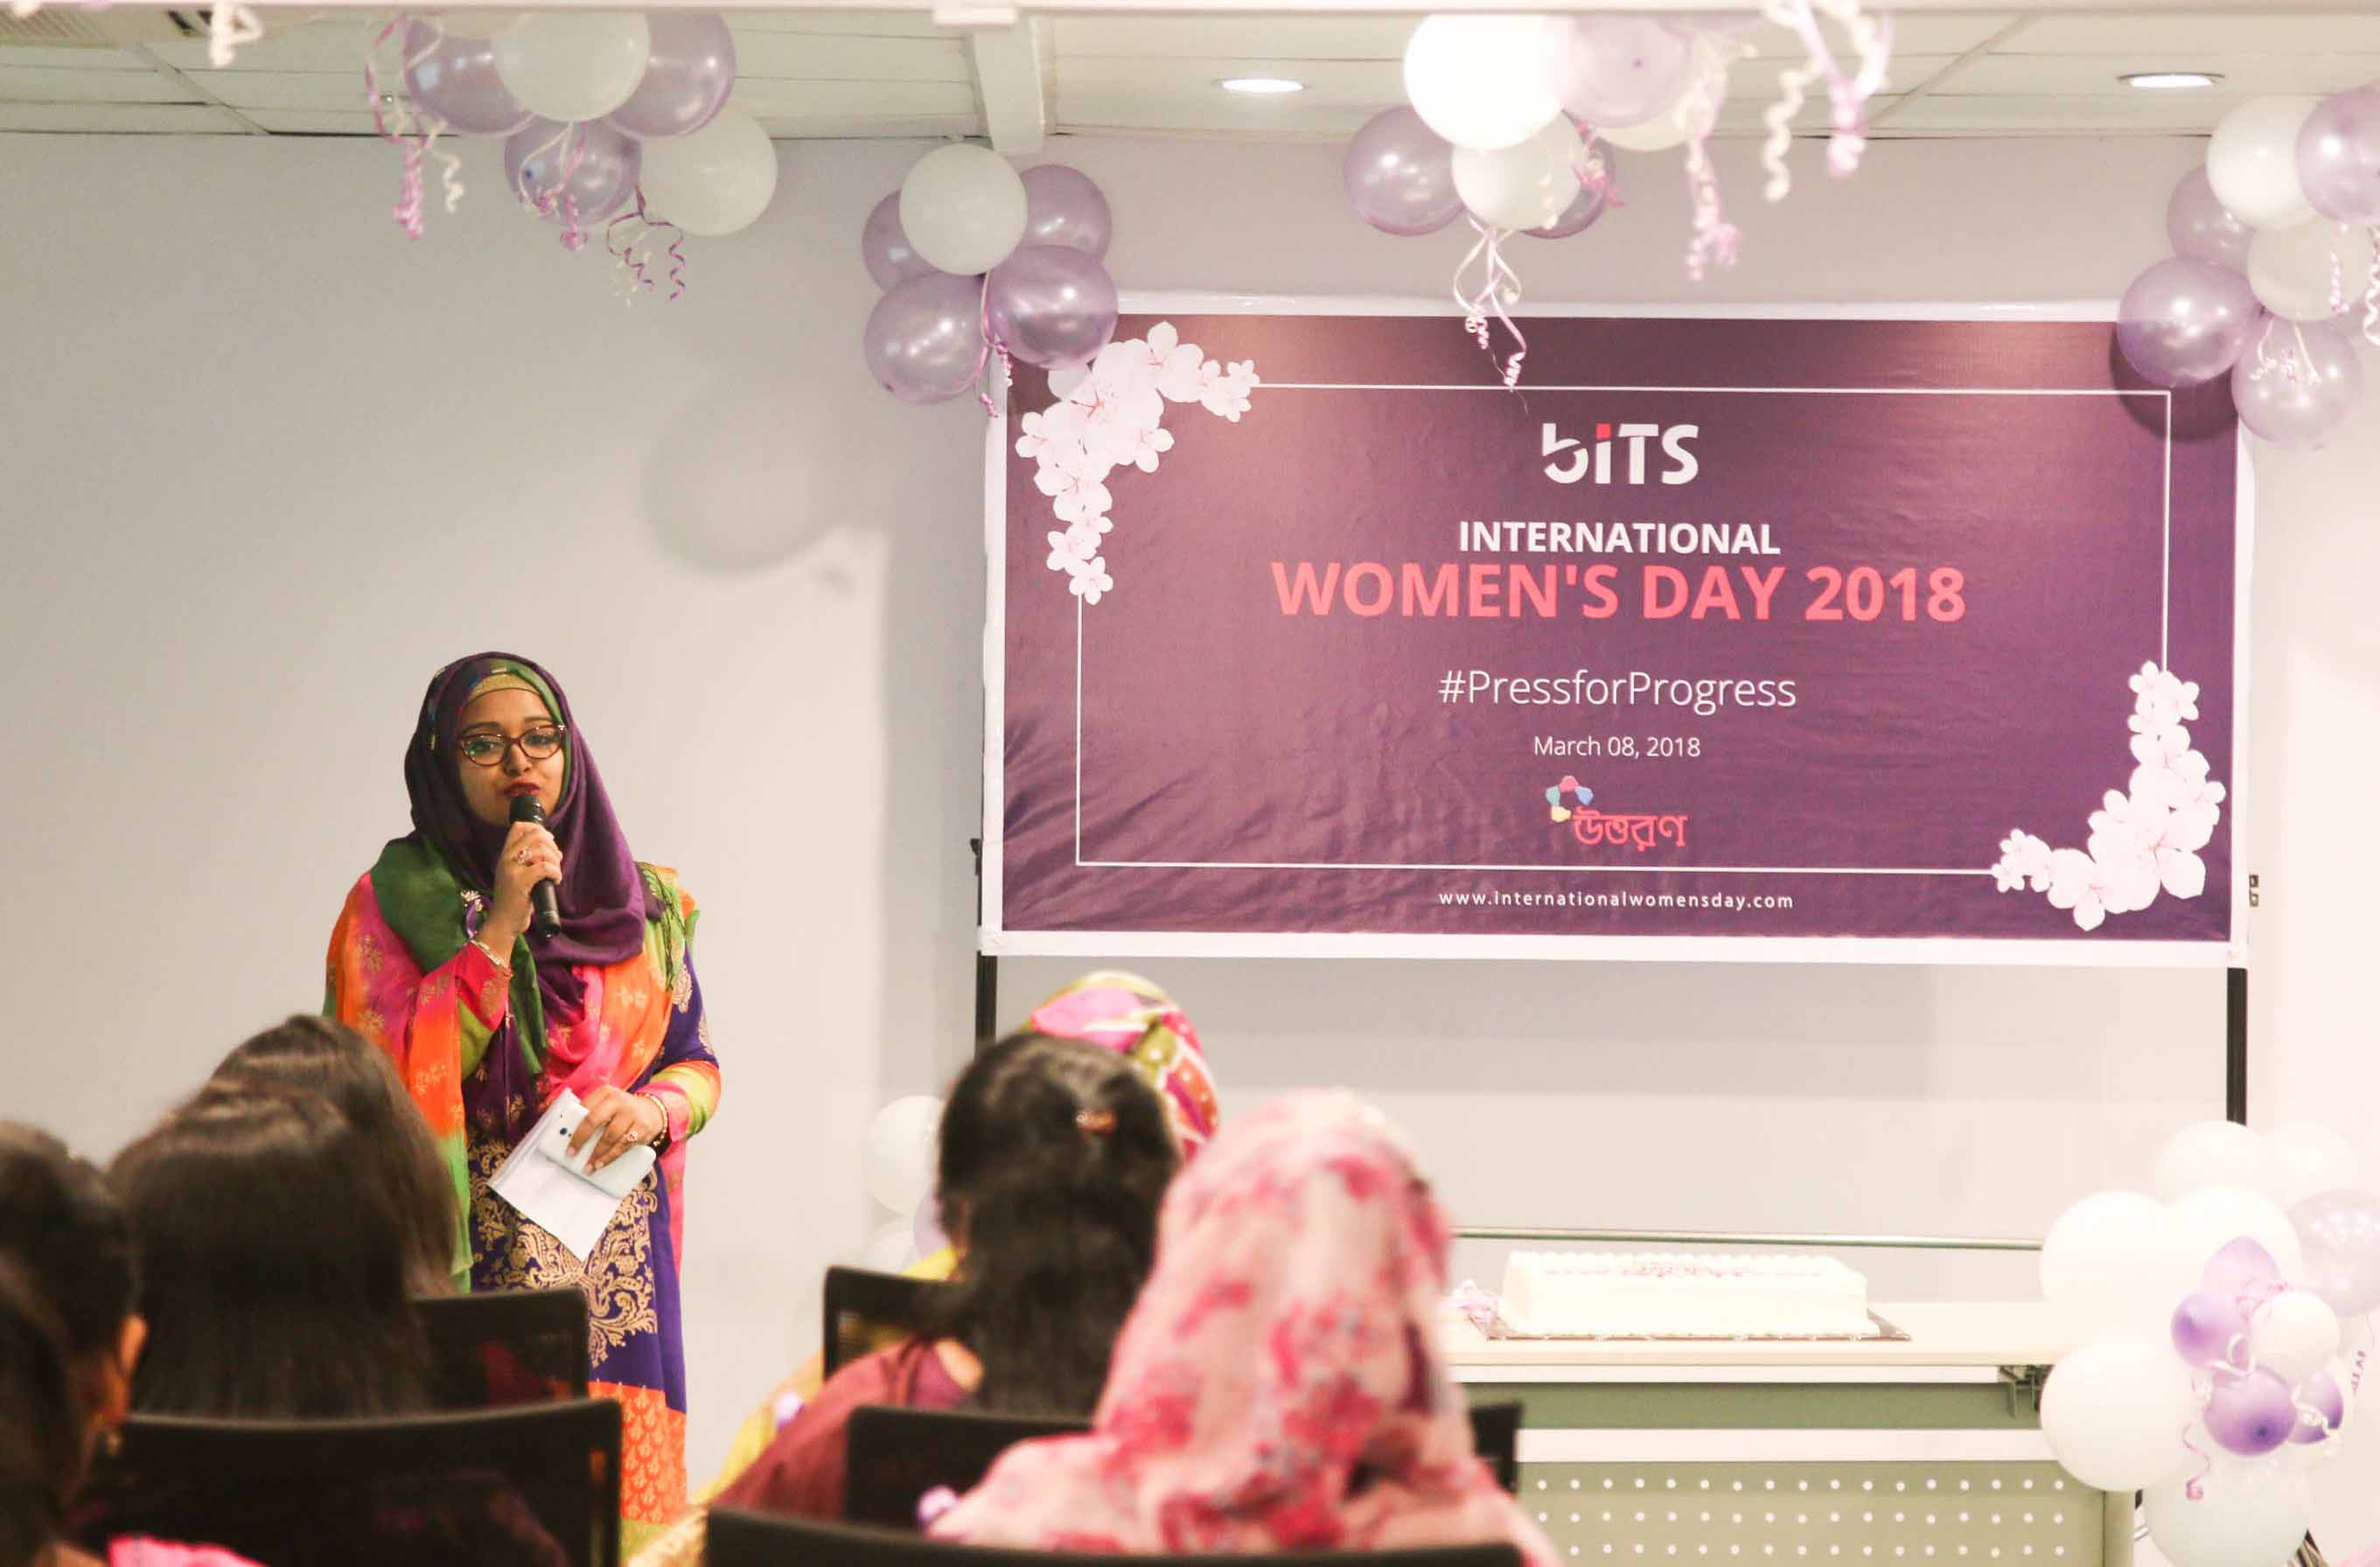 biTS
INTERNATIONAL
WOMEN'S DAY 2018
#PressforProgress
March 08, 2018
উত্তরণ
www.internationalwomensday.com